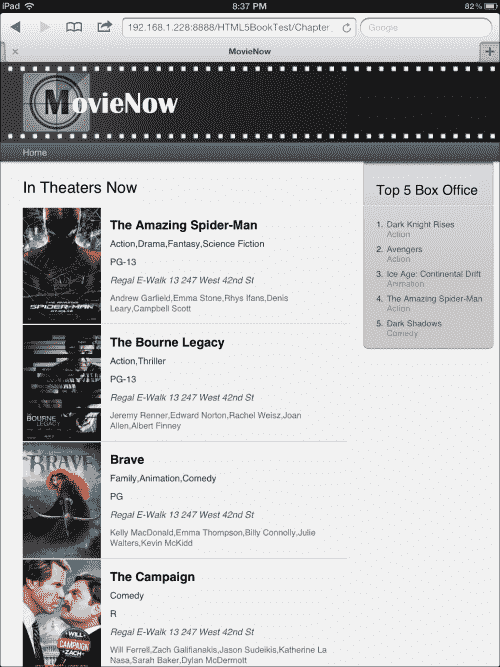 iPad 8:37 PM 82%
192.168.1.228:8888/HTML5BookTest/Chapter_ Google
MovieNow
MovieNow
Home
In Theaters Now
Top 5 Box Office
1. Dark Knight Rises
Action
2. Avengers
Action
3. Ice Age: Continental Drift
Animation
4. The Amazing Spider-Man
Action
5. Dark Shadows
Comedy
SPIDER-MAN
The Amazing Spider-Man
Action,Drama,Fantasy,Science Fiction
PG-13
Regal E-Walk 13 247 West 42nd St
Andrew Garfield,Emma Stone,Rhys Ifans,Denis
Leary,Campbell Scott
BOURNE
LEGACY
The Bourne Legacy
Action,Thriller
PG-13
Regal E-Walk 13 247 West 42nd St
Jeremy Renner,Edward Norton,Rachel Weisz,Joan
Allen,Albert Finney
BRAVE
Brave
Family,Animation,Comedy
PG
Regal E-Walk 13 247 West 42nd St
Kelly MacDonald,Emma Thompson,Billy Connolly,Julie
Walters,Kevin McKidd
WILL
CAMPAIGN
ZACH
The Campaign
Comedy
R
Regal E-Walk 13 247 West 42nd St
Will Ferrell,Zach Galifianakis,Jason Sudeikis,Katherine La
Nasa,Sarah Baker,Dylan McDermott